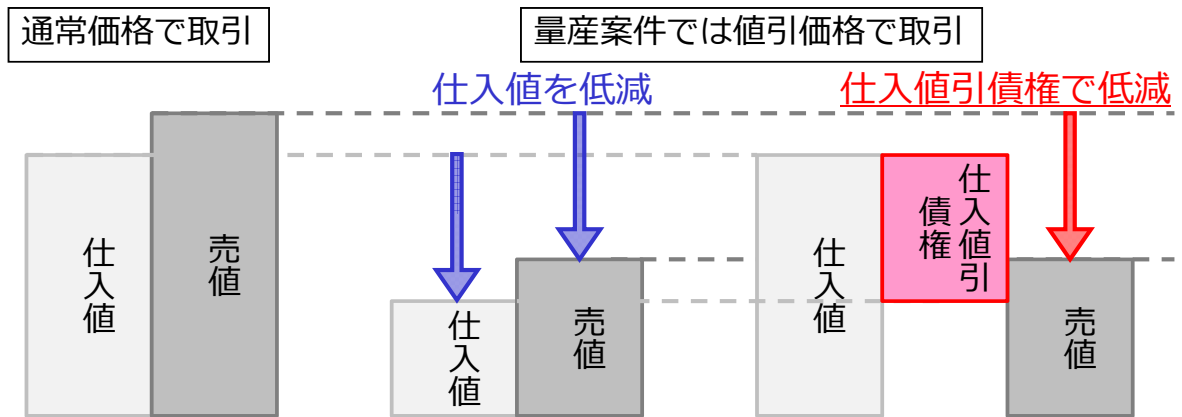 通常価格で取引
量産案件では値引価格で取引
仕入値を低減
仕入値引債権で低減
仕入値
売値
仕入値
売値
仕入値
仕入値引
債権
売値